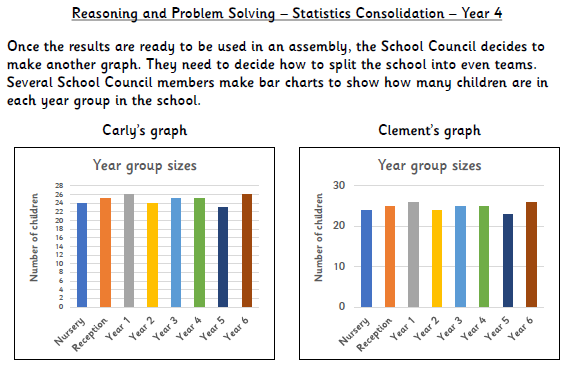 Reasoning and Problem Solving – Statistics Consolidation – Year 4
Once the results are ready to be used in an assembly, the School Council decides to
make another graph. They need to decide how to split the school into even teams.
Several School Council members make bar charts to show how many children are in
each year group in the school.
Carly's graph
Year group sizes
Number of children
28
26
24
22
20
18
16
14
12
10
8
6
4
2
0
Nursery
Reception
Year 1
Year 2
Year 3
Year 4
Year 5
Year 6
Clement's graph
Year group sizes
Number of children
30
20
10
0
Nursery
Reception
Year 1
Year 2
Year 3
Year 4
Year 5
Year 6